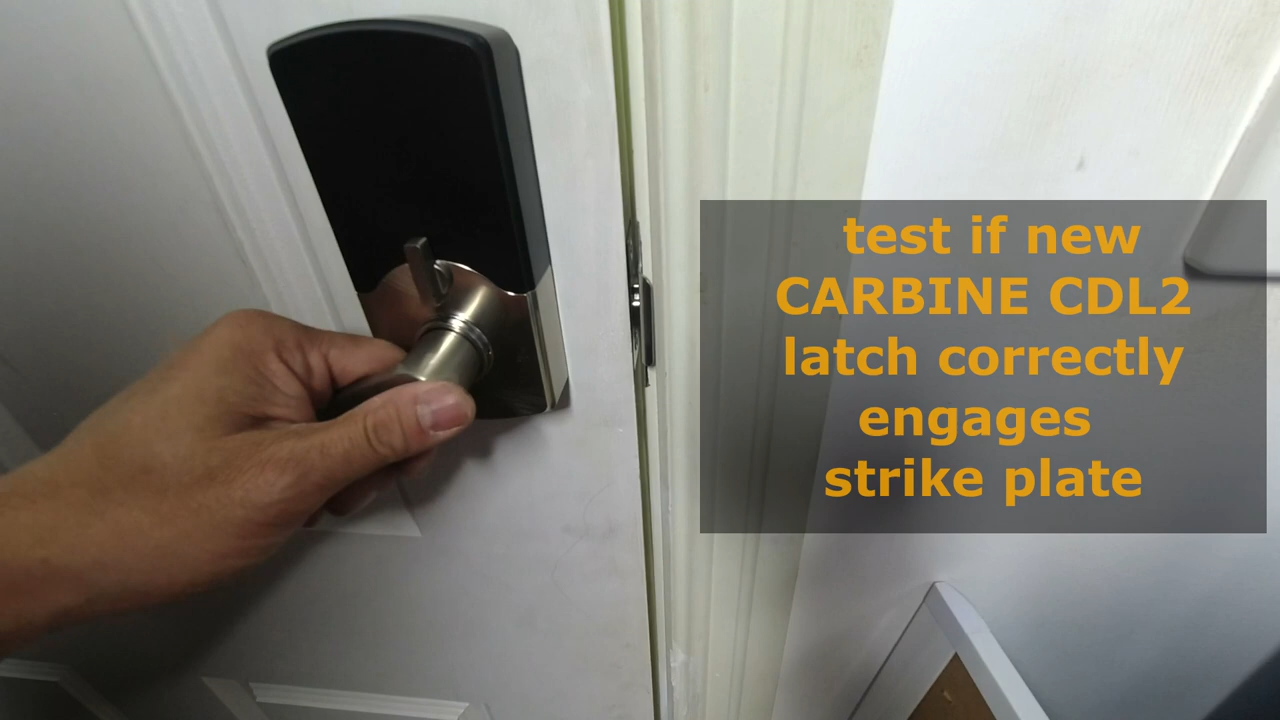 test if new
CARBINE CDL2
latch correctly
engages
strike plate